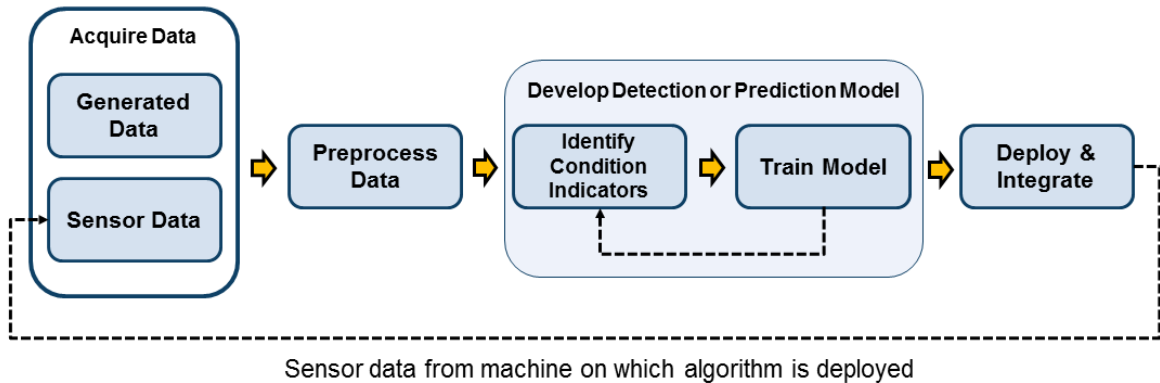 Acquire Data
Generated
Data
Sensor Data
Preprocess
Data
Develop Detection or Prediction Model
Identify
Condition
Indicators
Train Model
Deploy &
Integrate
Sensor data from machine on which algorithm is deployed